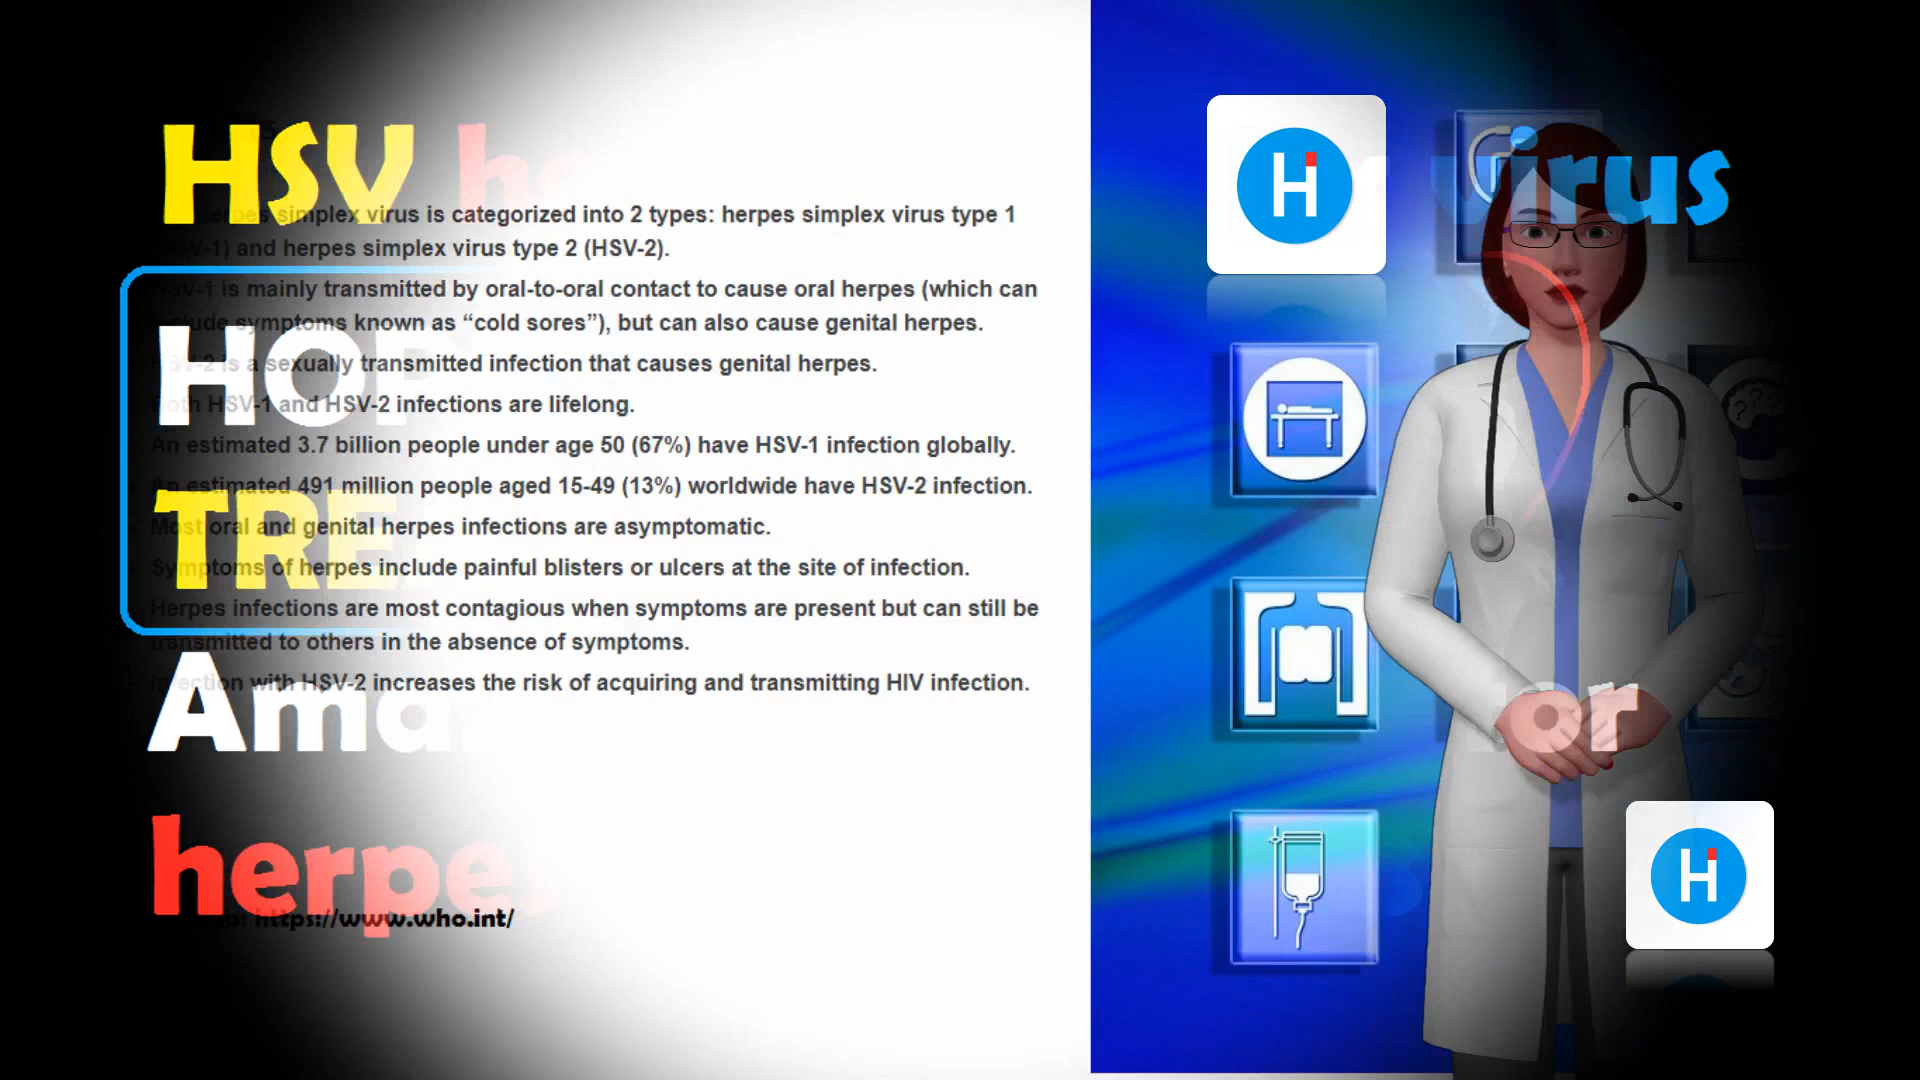 HSV virus
herpes simplex virus is categorized into 2 types: herpes simplex virus type 1
(HSV-1) and herpes simplex virus type 2 (HSV-2).
HSV-1 is mainly transmitted by oral-to-oral contact to cause oral herpes (which can
include symptoms known as “cold sores”), but can also cause genital herpes.
HOP
HSV-2 is a sexually transmitted infection that causes genital herpes.
Both HSV-1 and HSV-2 infections are lifelong.
An estimated 3.7 billion people under age 50 (67%) have HSV-1 infection globally.
An estimated 491 million people aged 15-49 (13%) worldwide have HSV-2 infection.
Most oral and genital herpes infections are asymptomatic.
TRE
Symptoms of herpes include painful blisters or ulcers at the site of infection.
Herpes infections are most contagious when symptoms are present but can still be
transmitted to others in the absence of symptoms.
Infection with HSV-2 increases the risk of acquiring and transmitting HIV infection.
Ama for
herpes
https://www.who.int/
H
H